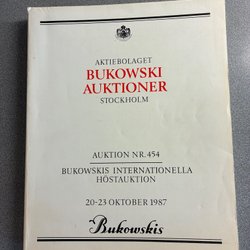 AKTIEBOLAGET
BUKOWSKI
AUKTIONER
STOCKHOLM
AUKTION NR. 454
BUKOWSKIS INTERNATIONELLA
HÖSTAUKTION
20-23 OKTOBER 1987
Bukowskis